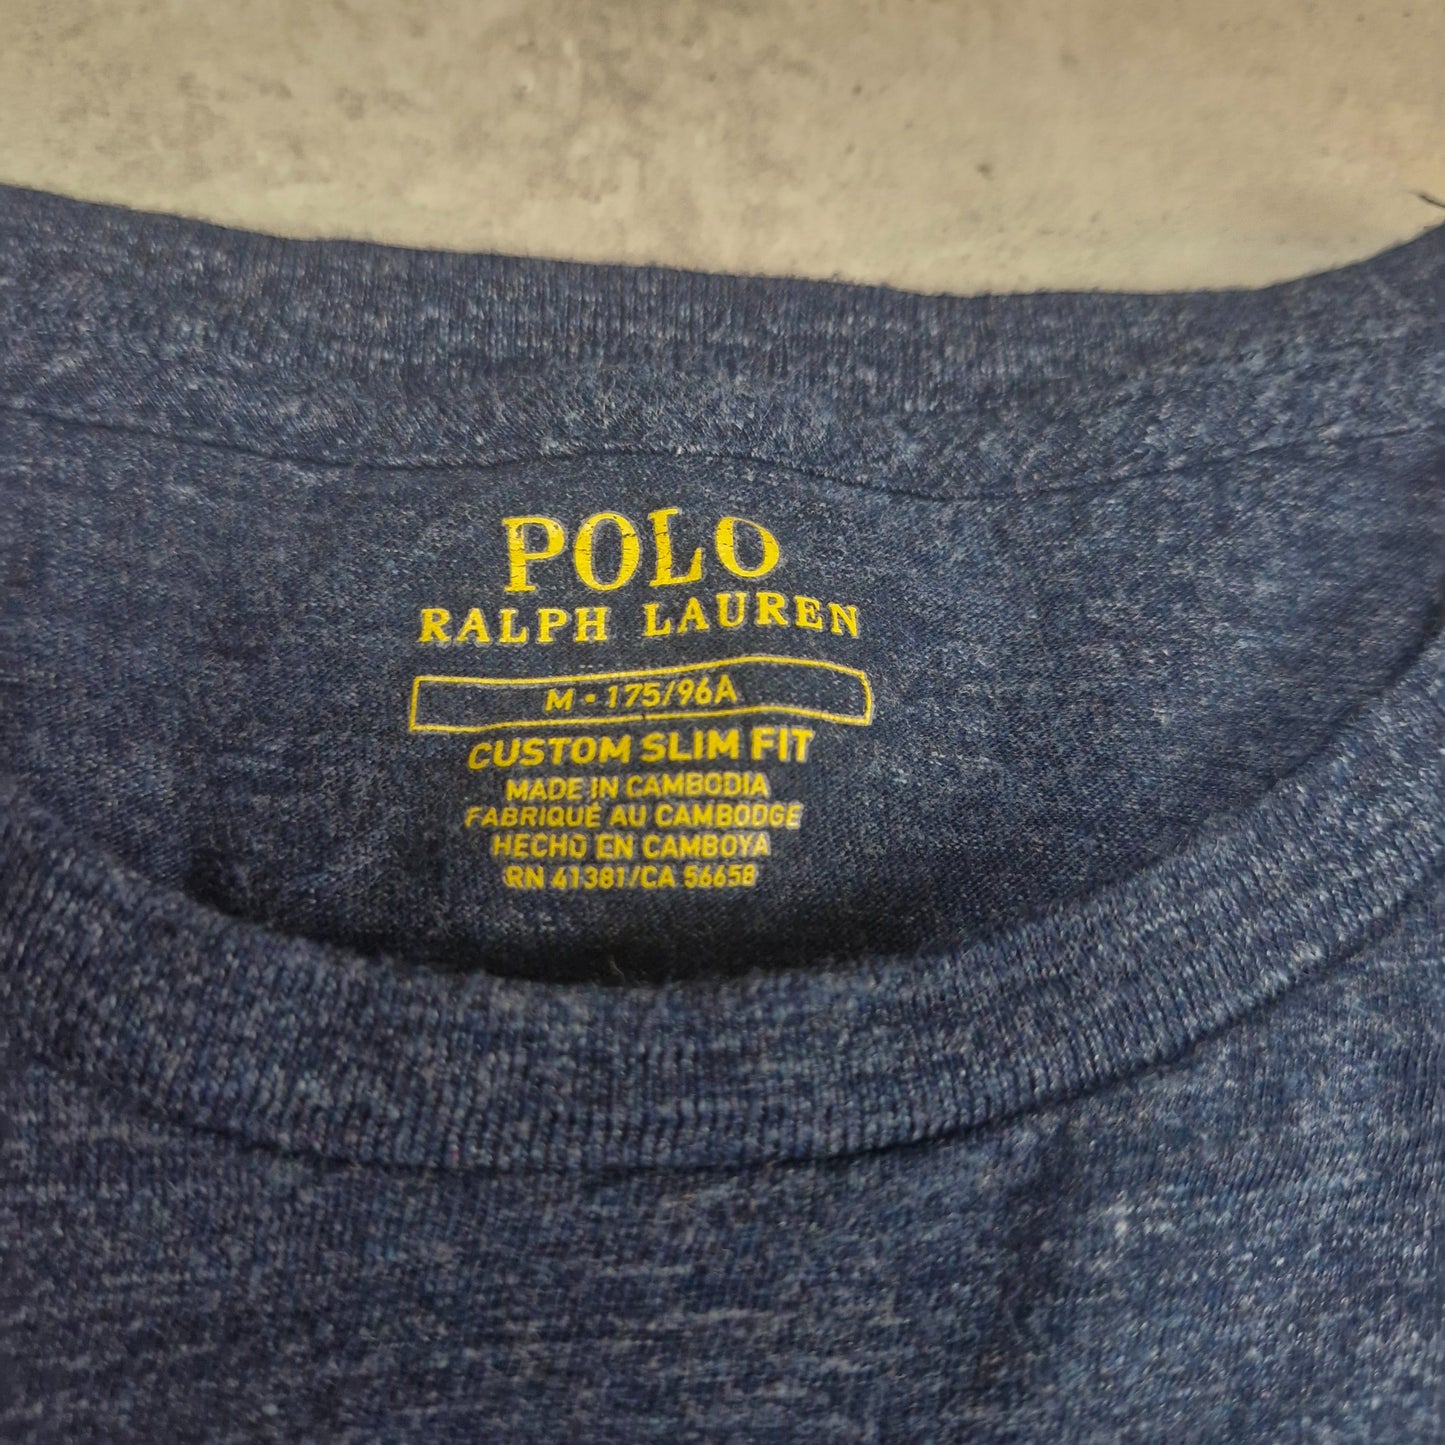 POLO
RALPH LAUREN
M • 175/96A
CUSTOM SLIM FIT
MADE IN CAMBODIA
FABRIQUÉ AU CAMBODGE
HECHO EN CAMBOYA
RN 41381/CA 56658